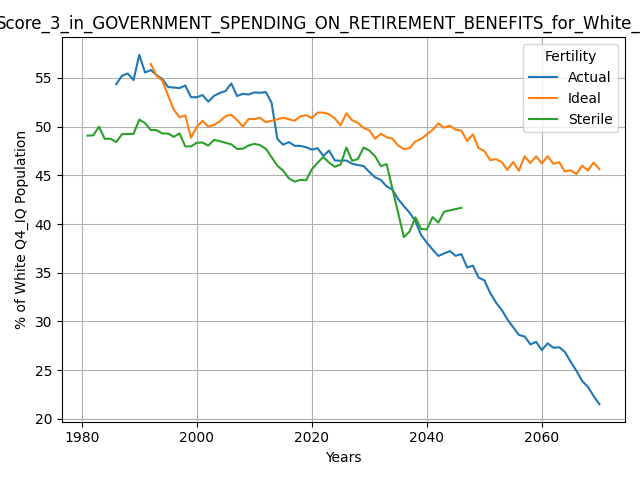 Score_3_in_GOVERNMENT_SPENDING_ON_RETIREMENT_BENEFITS_for_White_
Fertility
Actual
Ideal
Sterile
% of White Q4_IQ Population
55
50
45
40
35
30
25
20
1980
2000
2020
2040
2060
Years